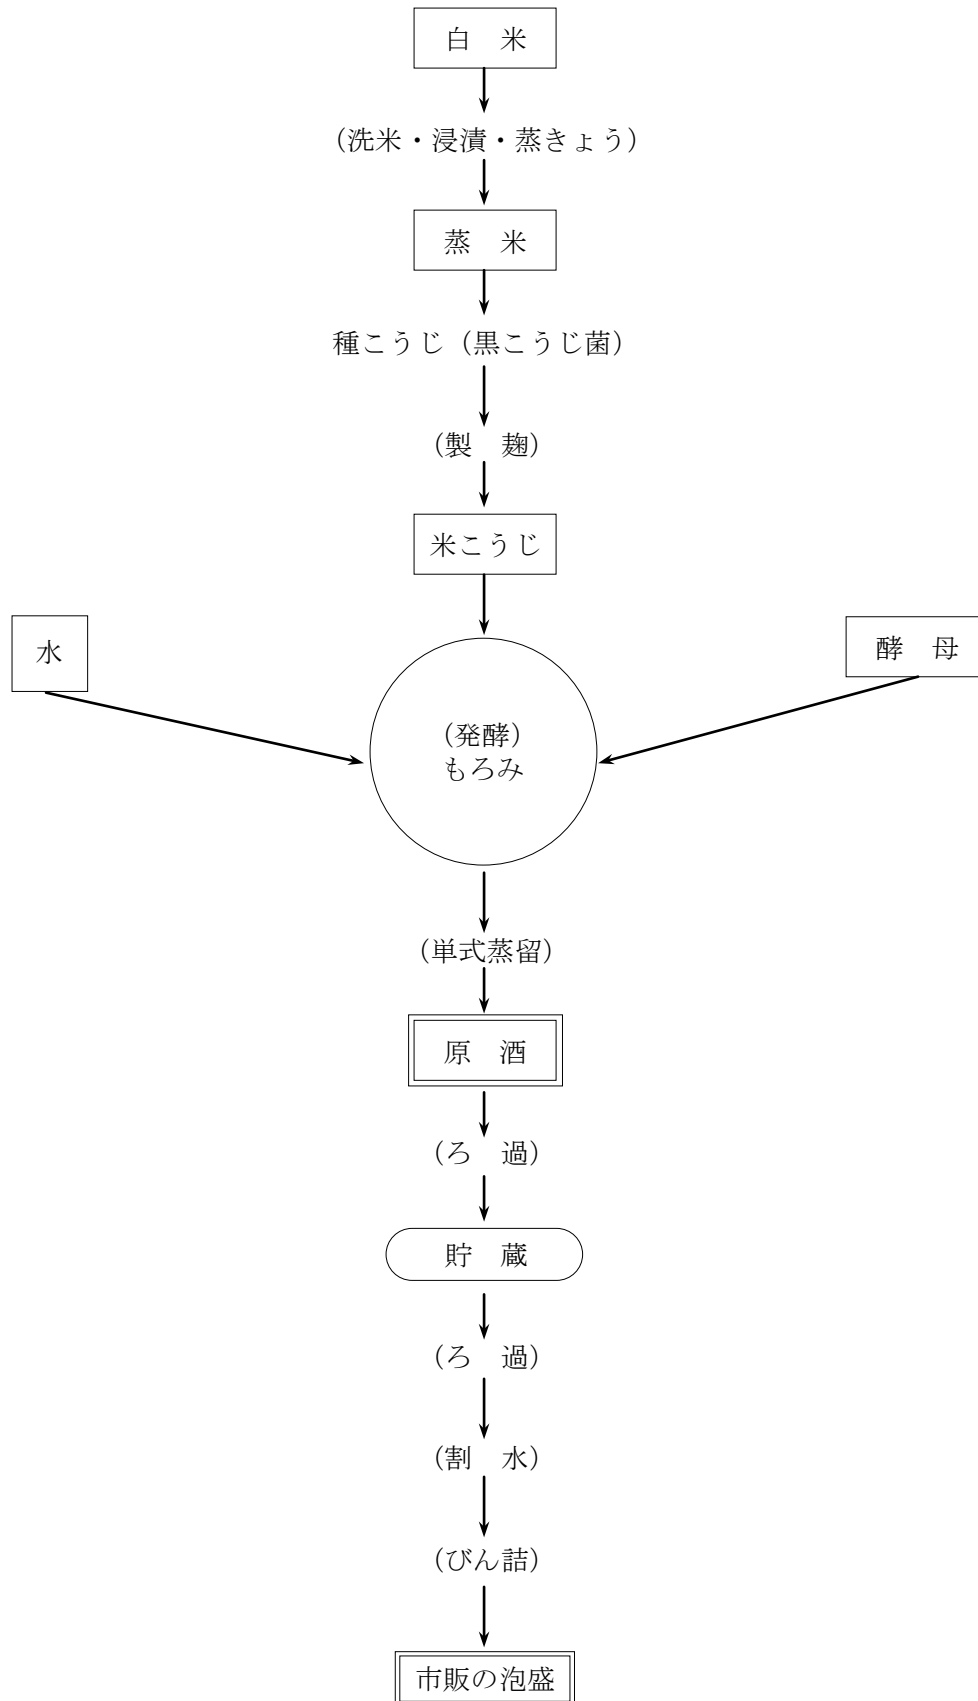 白　米
（洗米・浸漬・蒸きょう）
蒸　米
種こうじ（黒こうじ菌）
（製　麹）
米こうじ
水
酵　母
（発酵）
もろみ
（単式蒸留）
原　酒
（ろ　過）
貯　蔵
（ろ　過）
（割　水）
（びん詰）
市販の泡盛